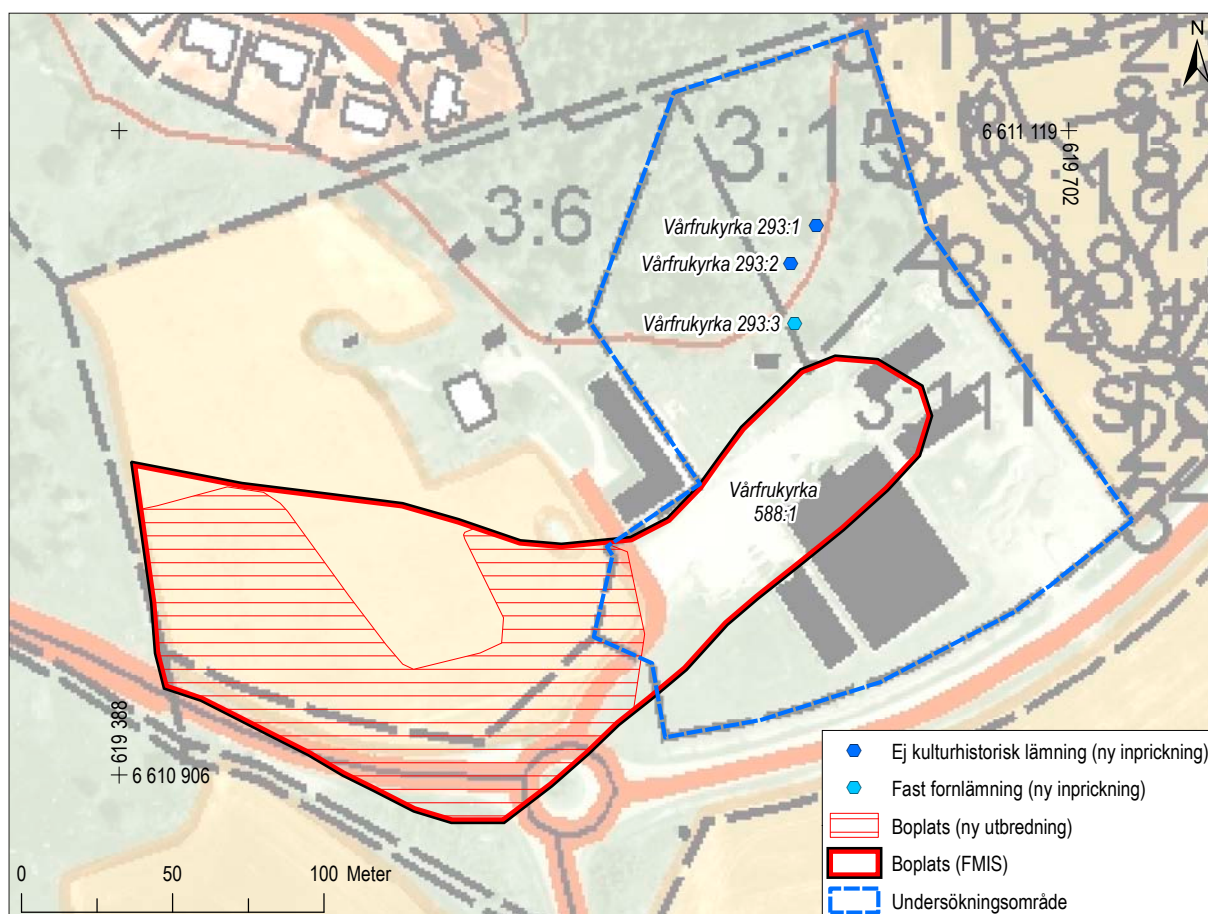 N
3:15
6 611 119
619 702
3:6
Vårfrukyrka 293:1
Vårfrukyrka 293:2
Vårfrukyrka 293:3
3:111
Vårfrukyrka
588:1
619 388
6 610 906
0 50 100 Meter
Ej kulturhistorisk lämning (ny inprickning)
Fast fornlämning (ny inprickning)
Boplats (ny utbredning)
Boplats (FMIS)
Undersökningsområde